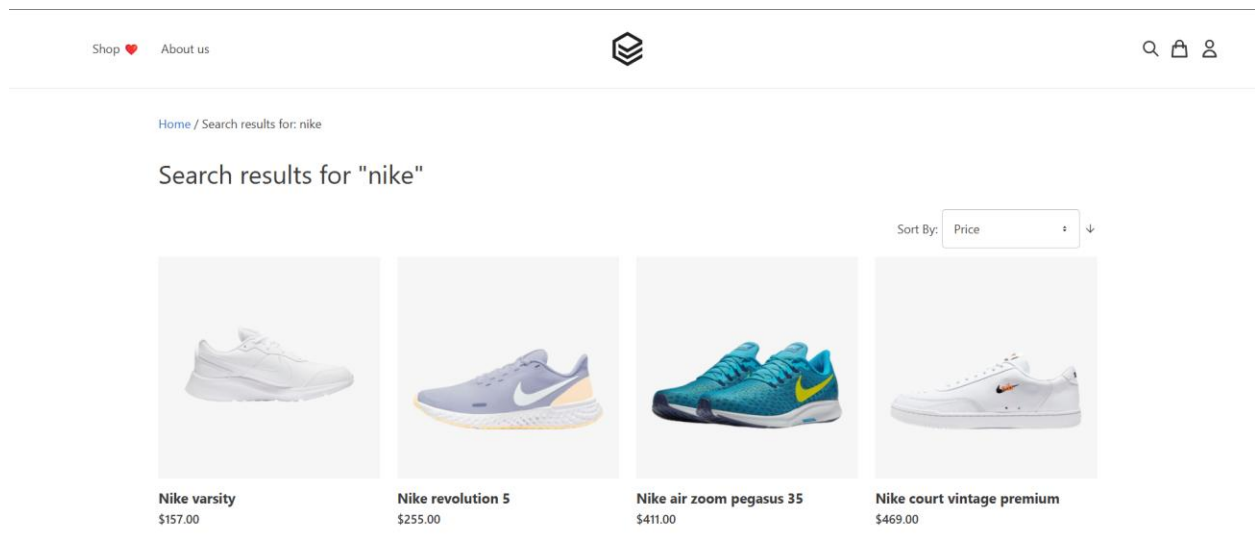 Shop ❤ About us
Home / Search results for: nike
Search results for "nike"
Sort By: Price
Nike varsity
$157.00
Nike revolution 5
$255.00
Nike air zoom pegasus 35
$411.00
Nike court vintage premium
$469.00